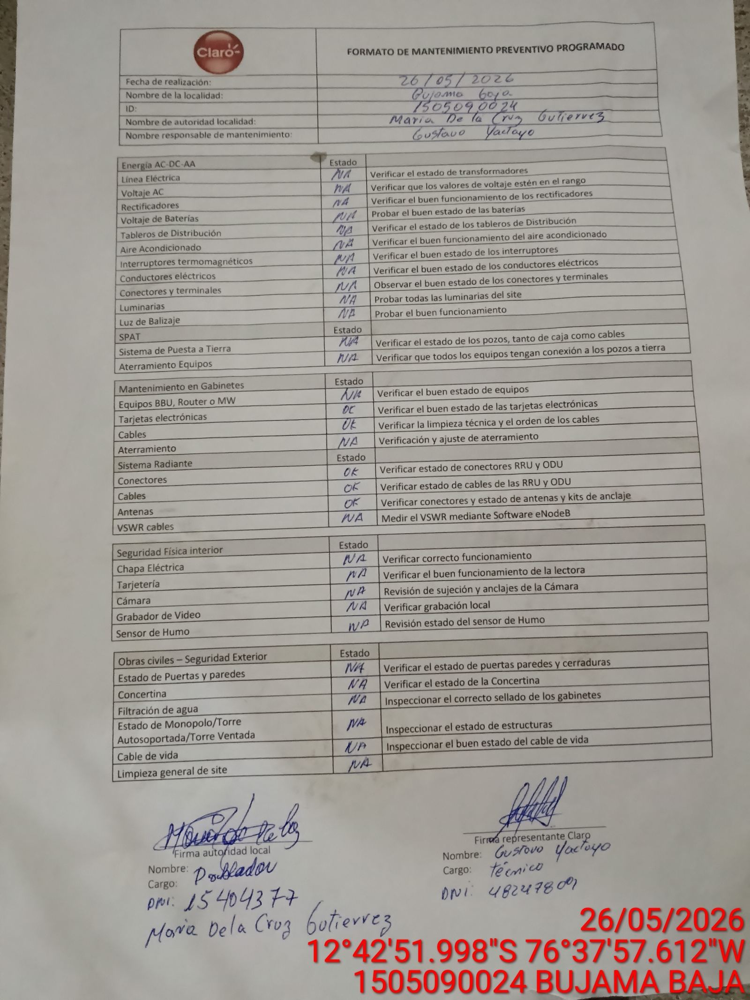 Claro
FORMATO DE MANTENIMIENTO PREVENTIVO PROGRAMADO
Fecha de realización: 26/05/2026
Nombre de la localidad: Bujama baja.
ID: 1505090024
Nombre de autoridad localidad: Maria De la Cruz Gutierrez
Nombre responsable de mantenimiento: Gustavo Yactayo
Energía AC-DC-AA Estado
Línea Eléctrica NA Verificar el estado de transformadores
Voltaje AC NA Verificar que los valores de voltaje estén en el rango
Rectificadores NA Verificar el buen funcionamiento de los rectificadores
Voltaje de Baterías NA Probar el buen estado de las baterías
Tableros de Distribución NA Verificar el estado de los tableros de Distribución
Aire Acondicionado NA Verificar el buen funcionamiento del aire acondicionado
Interruptores termomagnéticos NA Verificar el buen estado de los interruptores
Conductores eléctricos NA Verificar el buen estado de los conductores eléctricos
Conectores y terminales NA Observar el buen estado de los conectores y terminales
Luminarias NA Probar todas las luminarias del site
Luz de Balizaje NA Probar el buen funcionamiento
SPAT Estado
Sistema de Puesta a Tierra NA Verificar el estado de los pozos, tanto de caja como cables
Aterramiento Equipos NA Verificar que todos los equipos tengan conexión a los pozos a tierra
Mantenimiento en Gabinetes Estado
Equipos BBU, Router o MW NA Verificar el buen estado de equipos
Tarjetas electrónicas OK Verificar el buen estado de las tarjetas electrónicas
Cables OK Verificar la limpieza técnica y el orden de los cables
Aterramiento NA Verificación y ajuste de aterramiento
Sistema Radiante Estado
Conectores OK Verificar estado de conectores RRU y ODU
Cables OK Verificar estado de cables de las RRU y ODU
Antenas OK Verificar conectores y estado de antenas y kits de anclaje
VSWR cables NA Medir el VSWR mediante Software eNodeB
Seguridad Física interior Estado
Chapa Eléctrica NA Verificar correcto funcionamiento
Tarjetería NA Verificar el buen funcionamiento de la lectora
Cámara NA Revisión de sujeción y anclajes de la Cámara
Grabador de Video NA Verificar grabación local
Sensor de Humo NA Revisión estado del sensor de Humo
Obras civiles – Seguridad Exterior Estado
Estado de Puertas y paredes NA Verificar el estado de puertas paredes y cerraduras
Concertina NA Verificar el estado de la Concertina
Filtración de agua NA Inspeccionar el correcto sellado de los gabinetes
Estado de Monopolo/Torre
Autosoportada/Torre Ventada NA Inspeccionar el estado de estructuras
Cable de vida NA Inspeccionar el buen estado del cable de vida
Limpieza general de site NA
Firma autoridad local
Nombre:
Cargo: Poblador
DNI: 15404377
Maria De la Cruz Gutierrez
Firma representante Claro
Nombre: Gustavo Yactayo
Cargo: técnico
DNI: 48247809
26/05/2026
12°42'51.998"S 76°37'57.612"W
1505090024 BUJAMA BAJA